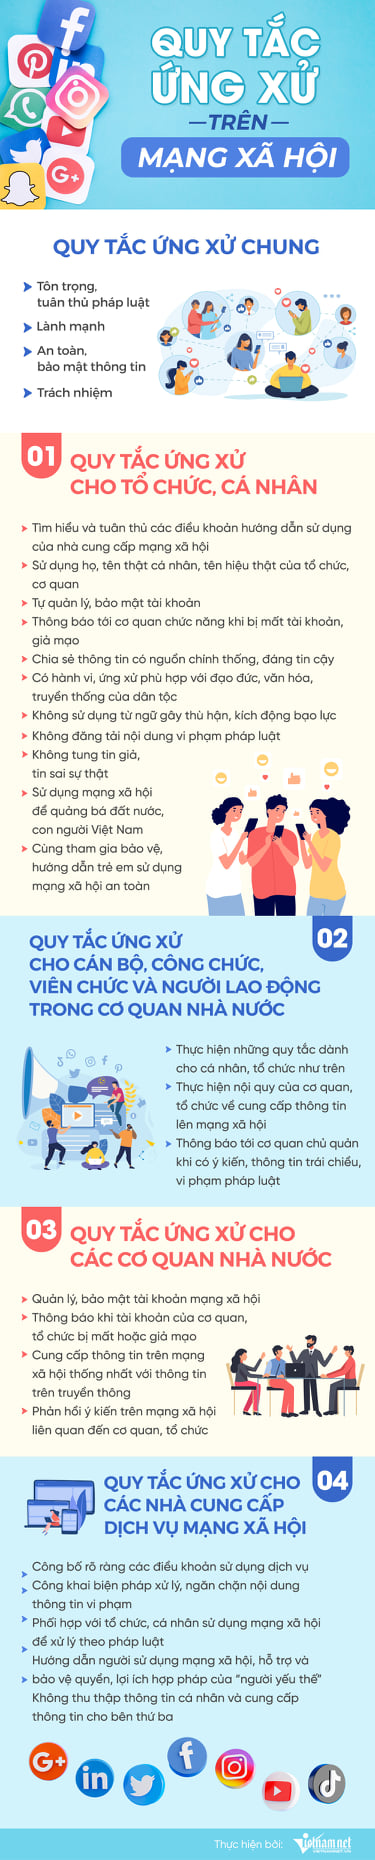 QUY TẮC
ỨNG XỬ
TRÊN
MẠNG XÃ HỘI
QUY TẮC ỨNG XỬ CHUNG
Tôn trọng,
tuân thủ pháp luật
Lành mạnh
An toàn,
bảo mật thông tin
Trách nhiệm
01
QUY TẮC ỨNG XỬ
CHO TỔ CHỨC, CÁ NHÂN
Tìm hiểu và tuân thủ các điều khoản hướng dẫn sử dụng
của nhà cung cấp mạng xã hội
Sử dụng họ, tên thật cá nhân, tên hiệu thật của tổ chức,
cơ quan
Tự quản lý, bảo mật tài khoản
Thông báo tới cơ quan chức năng khi bị mất tài khoản,
giả mạo
Chia sẻ thông tin có nguồn chính thống, đáng tin cậy
Có hành vi, ứng xử phù hợp với đạo đức, văn hóa,
truyền thống của dân tộc
Không sử dụng từ ngữ gây thù hận, kích động bạo lực
Không đăng tải nội dung vi phạm pháp luật
Không tung tin giả,
tin sai sự thật
Sử dụng mạng xã hội
để quảng bá đất nước,
con người Việt Nam
Cùng tham gia bảo vệ,
hướng dẫn trẻ em sử dụng
mạng xã hội an toàn
02
QUY TẮC ỨNG XỬ
CHO CÁN BỘ, CÔNG CHỨC,
VIÊN CHỨC VÀ NGƯỜI LAO ĐỘNG
TRONG CƠ QUAN NHÀ NƯỚC
Thực hiện những quy tắc dành
cho cá nhân, tổ chức như trên
Thực hiện nội quy của cơ quan,
tổ chức về cung cấp thông tin
lên mạng xã hội
Thông báo tới cơ quan chủ quản
khi có ý kiến, thông tin trái chiều,
vi phạm pháp luật
03
QUY TẮC ỨNG XỬ CHO
CÁC CƠ QUAN NHÀ NƯỚC
Quản lý, bảo mật tài khoản mạng xã hội
Thông báo khi tài khoản của cơ quan,
tổ chức bị mất hoặc giả mạo
Cung cấp thông tin trên mạng
xã hội thống nhất với thông tin
trên truyền thông
Phản hồi ý kiến trên mạng xã hội
liên quan đến cơ quan, tổ chức
04
QUY TẮC ỨNG XỬ CHO
CÁC NHÀ CUNG CẤP
DỊCH VỤ MẠNG XÃ HỘI
Công bố rõ ràng các điều khoản sử dụng dịch vụ
Công khai biện pháp xử lý, ngăn chặn nội dung
thông tin vi phạm
Phối hợp với tổ chức, cá nhân sử dụng mạng xã hội
để xử lý theo pháp luật
Hướng dẫn người sử dụng mạng xã hội, hỗ trợ và
bảo vệ quyền, lợi ích hợp pháp của "người yếu thế"
Không thu thập thông tin cá nhân và cung cấp
thông tin cho bên thứ ba
G+
in
Thực hiện bởi:
Vietnamnet
VIETNAMNET.VN